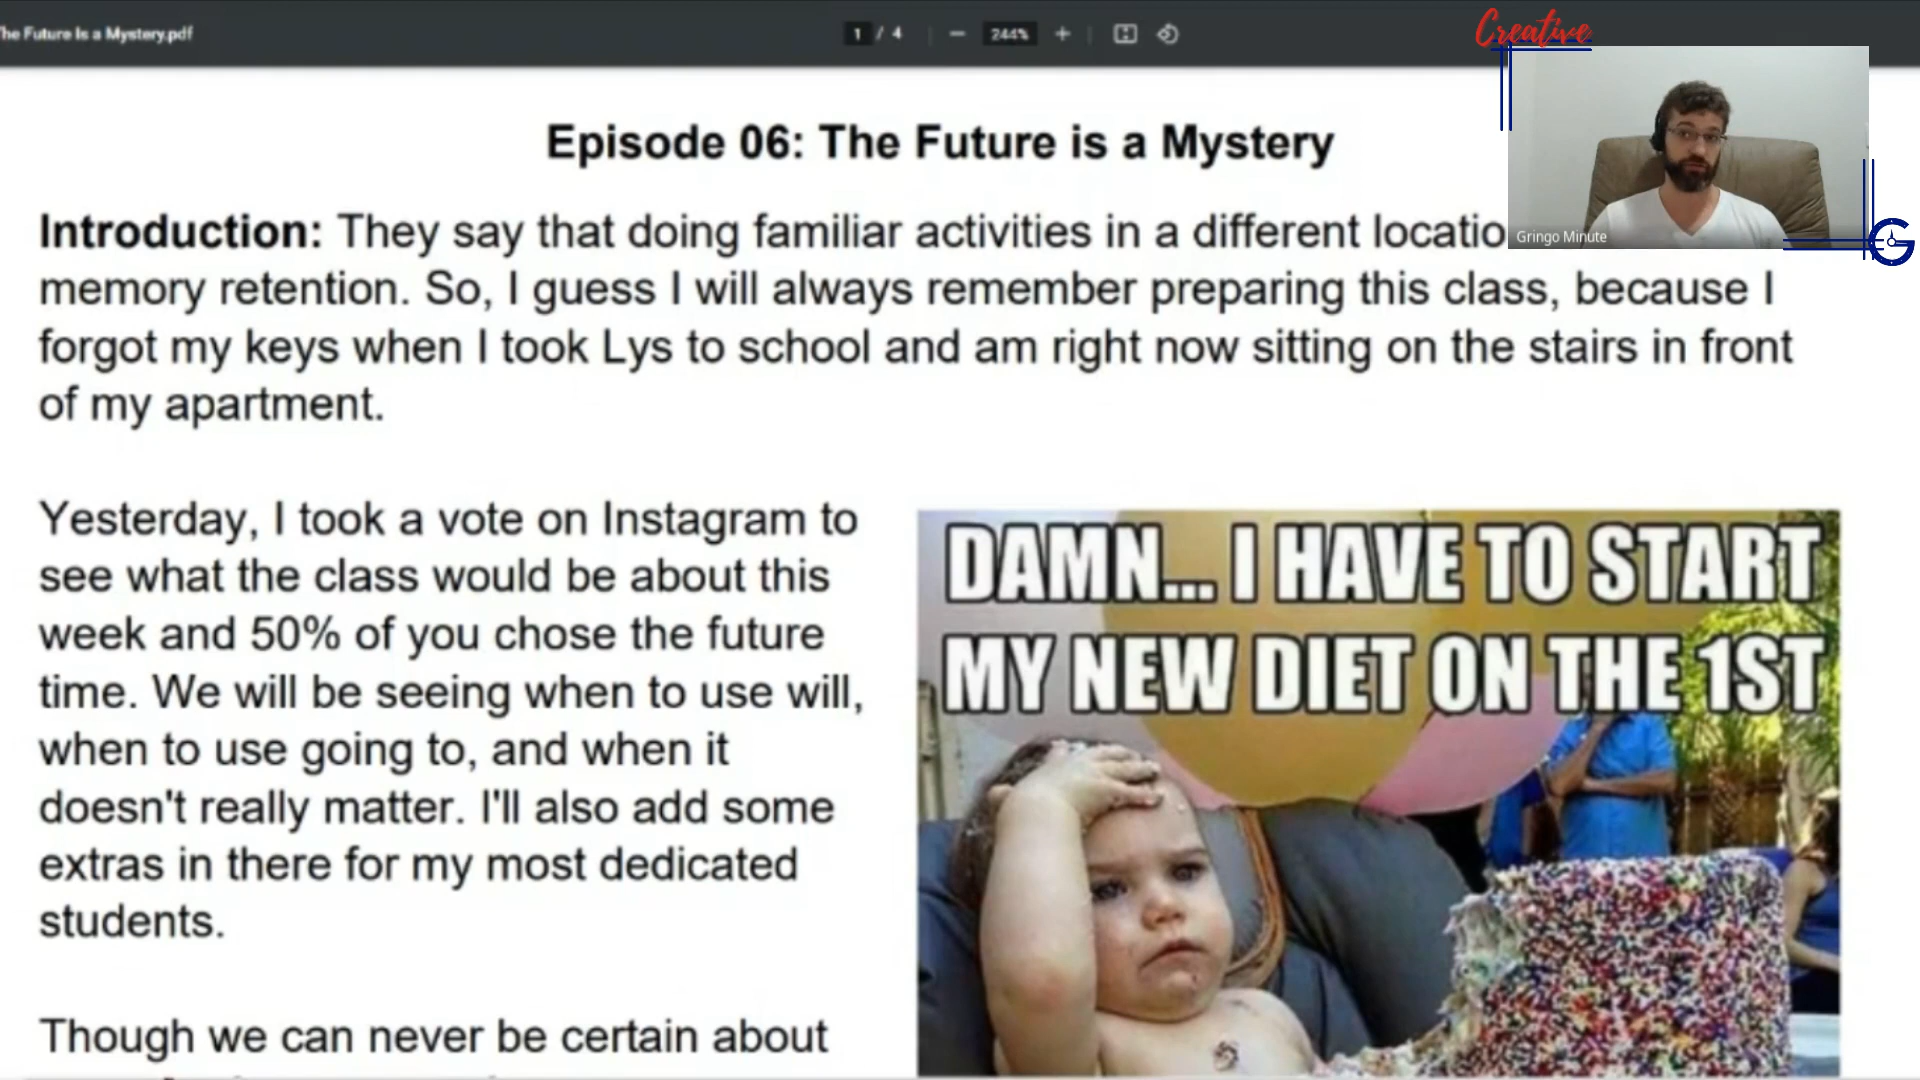 he Future Is a Mystery.pdf
1 / 4
244%
Creative
Gringo Minute
G
Episode 06: The Future is a Mystery
Introduction: They say that doing familiar activities in a different locatio
memory retention. So, I guess I will always remember preparing this class, because I
forgot my keys when I took Lys to school and am right now sitting on the stairs in front
of my apartment.
Yesterday, I took a vote on Instagram to
see what the class would be about this
week and 50% of you chose the future
time. We will be seeing when to use will,
when to use going to, and when it
doesn't really matter. I'll also add some
extras in there for my most dedicated
students.
Though we can never be certain about
DAMN... I HAVE TO START
MY NEW DIET ON THE 1ST